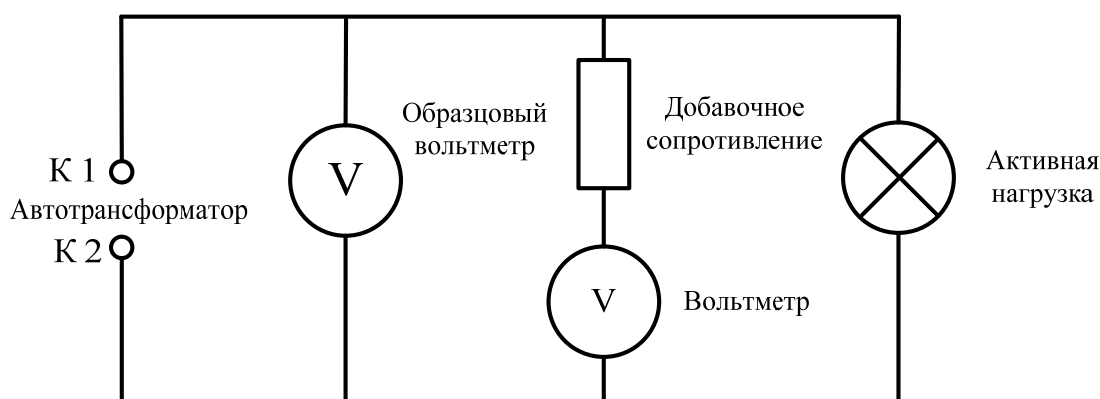 К 1
Автотрансформатор
К 2
V
Образцовый
вольтметр
Добавочное
сопротивление
V
Вольтметр
Активная
нагрузка